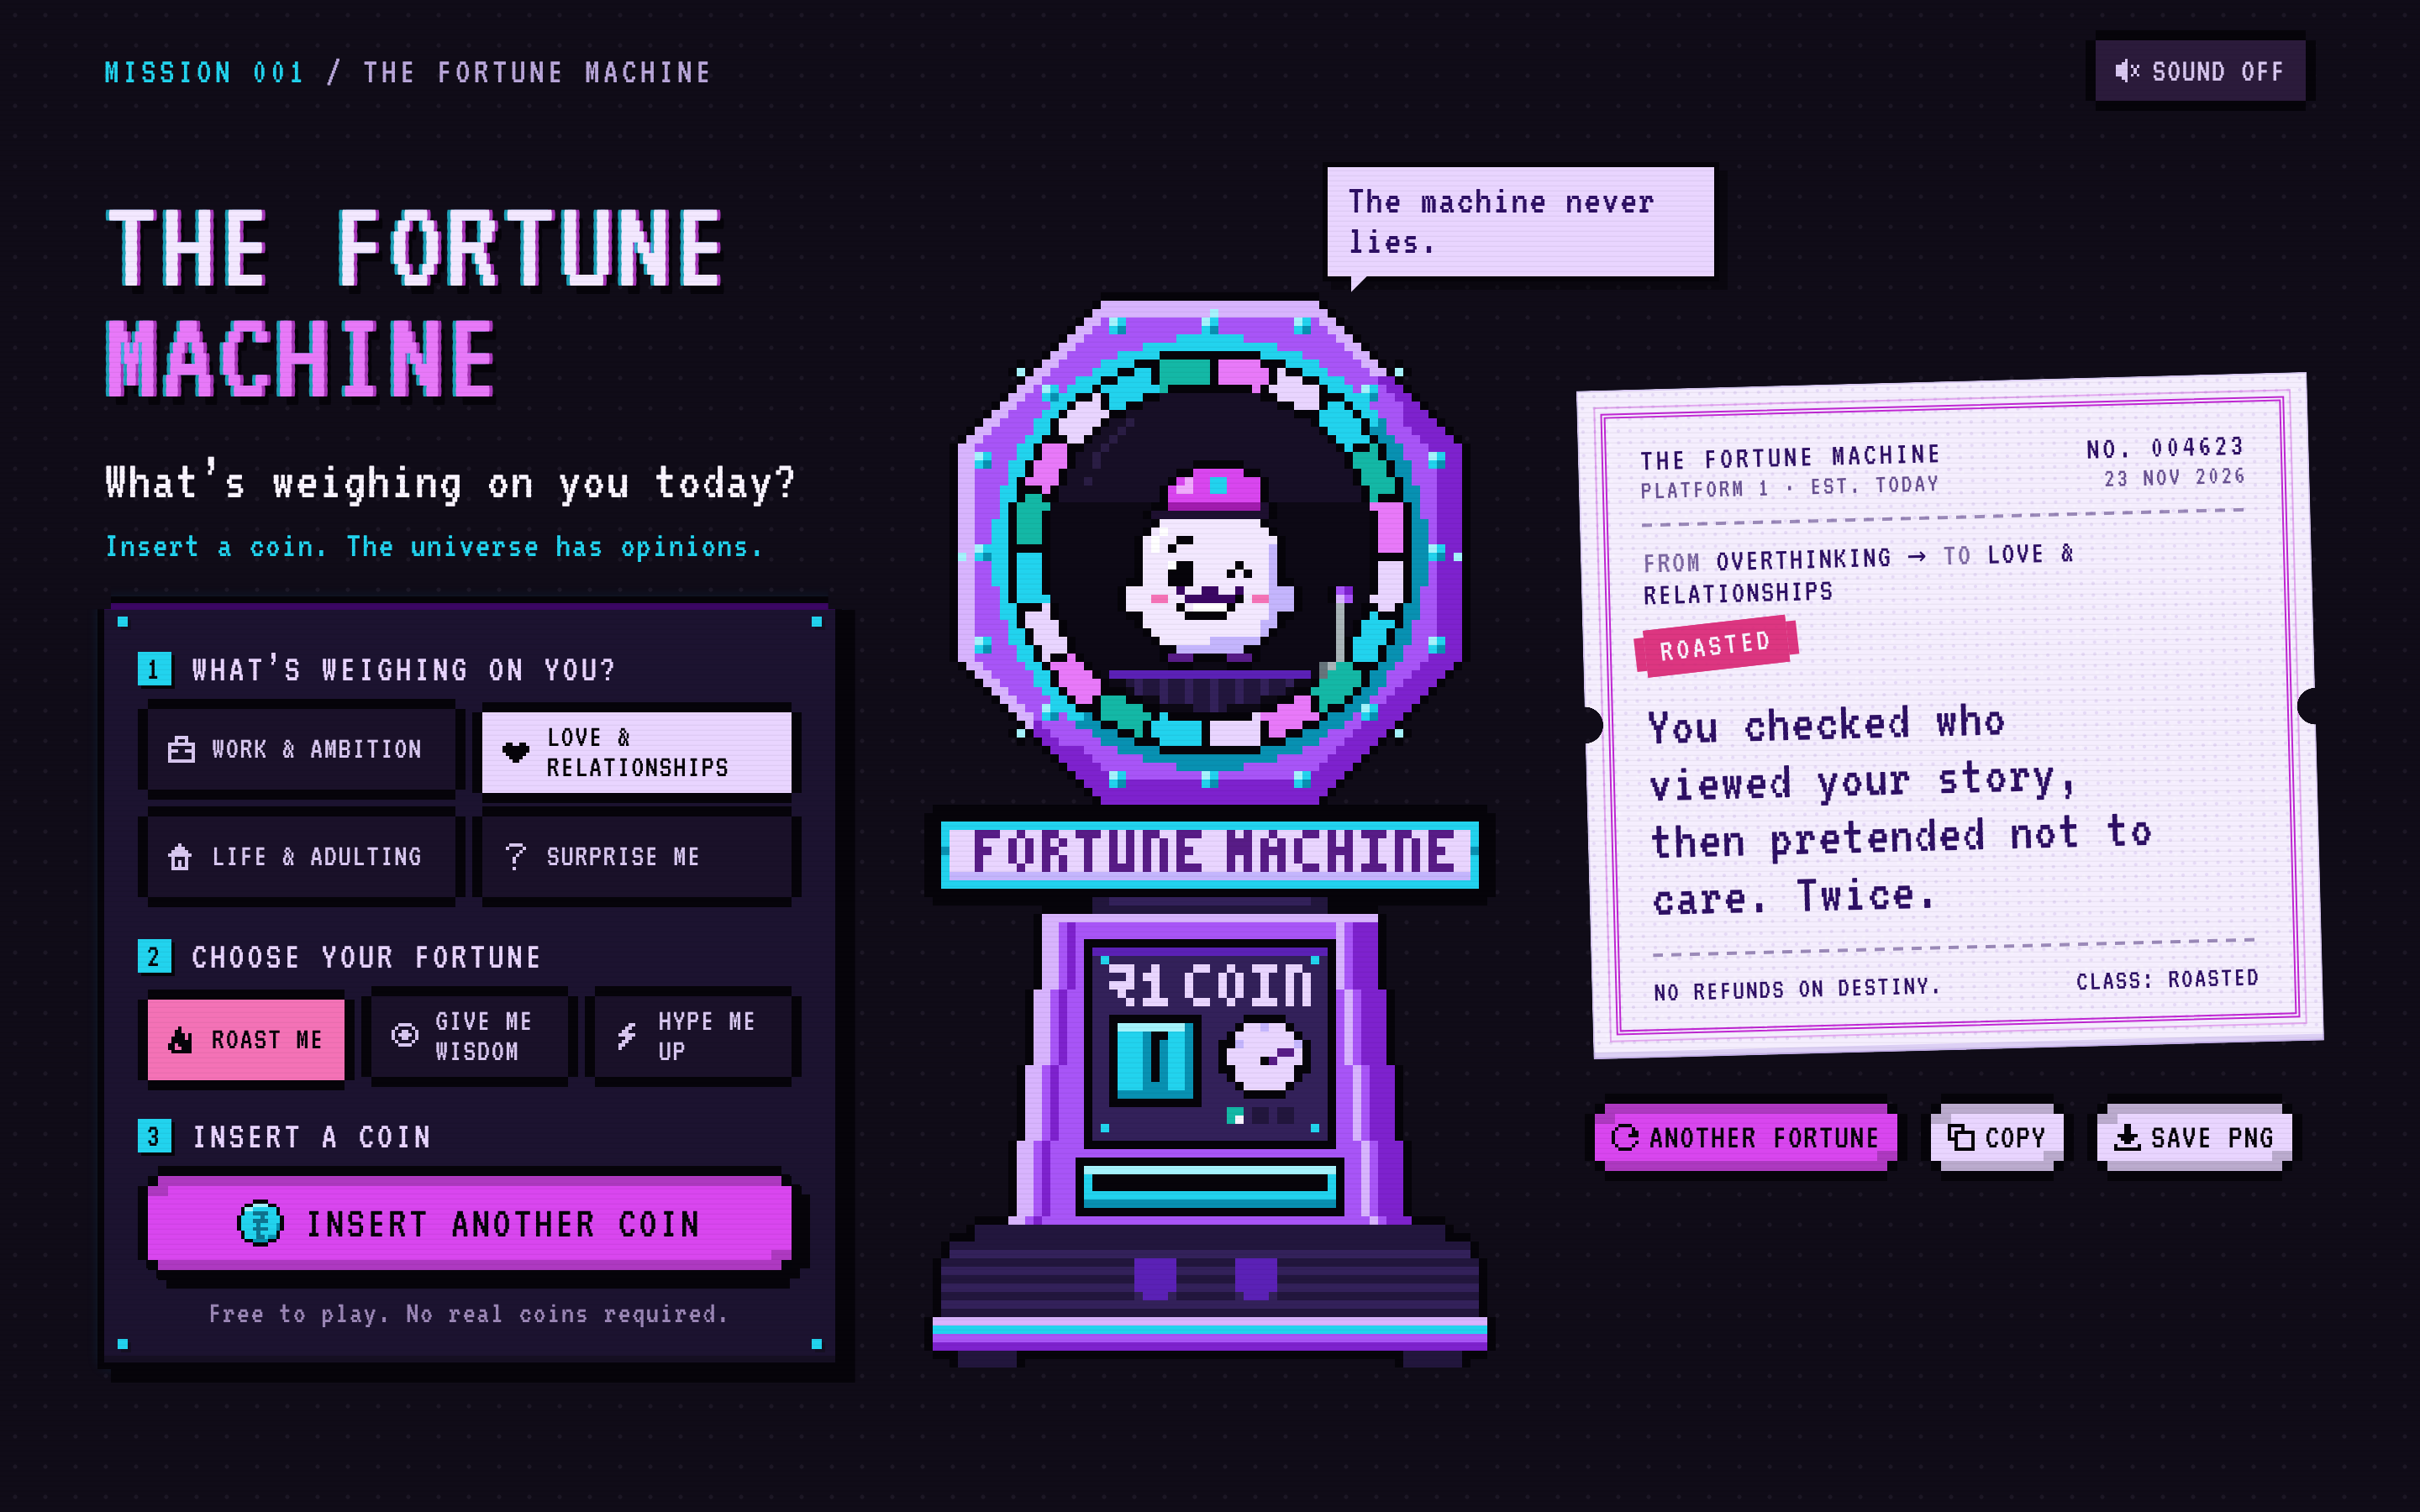 MISSION 001 / THE FORTUNE MACHINE
SOUND OFF
THE FORTUNE
MACHINE
What's weighing on you today?
Insert a coin. The universe has opinions.
1 WHAT'S WEIGHING ON YOU?
WORK & AMBITION
LOVE &
RELATIONSHIPS
LIFE & ADULTING
? SURPRISE ME
2 CHOOSE YOUR FORTUNE
ROAST ME
GIVE ME
WISDOM
HYPE ME
UP
3 INSERT A COIN
INSERT ANOTHER COIN
Free to play. No real coins required.
The machine never
lies.
FORTUNE MACHINE
₹1 COIN
THE FORTUNE MACHINE
NO. 004623
PLATFORM 1 · EST. TODAY
23 NOV 2026
FROM OVERTHINKING → TO LOVE &
RELATIONSHIPS
ROASTED
You checked who
viewed your story,
then pretended not to
care. Twice.
NO REFUNDS ON DESTINY.
CLASS: ROASTED
ANOTHER FORTUNE
COPY
SAVE PNG